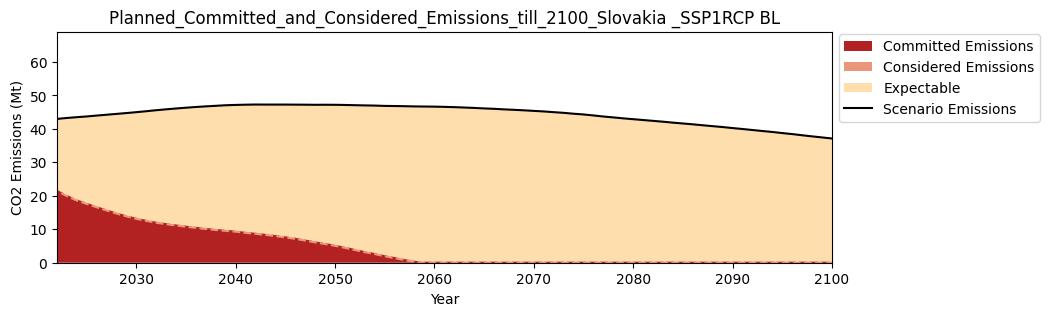 Planned_Committed_and_Considered_Emissions_till_2100_Slovakia _SSP1RCP BL
Committed Emissions
Considered Emissions
Expectable
Scenario Emissions
CO2 Emissions (Mt)
60
50
40
30
20
10
0
2030 2040 2050 2060 2070 2080 2090 2100
Year